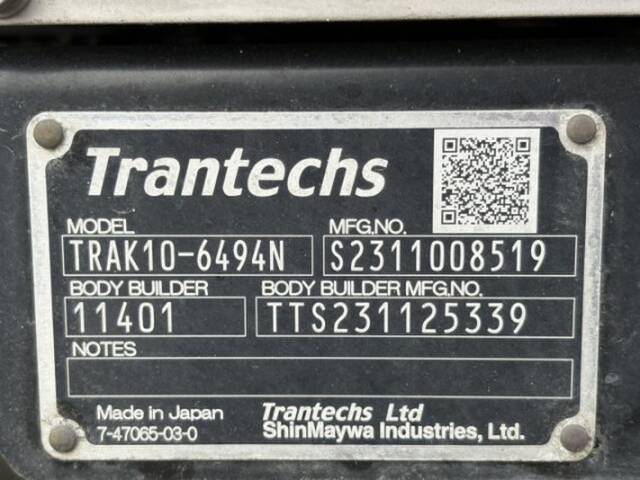 Trantechs
MODEL MFG.NO.
TRAK10-6494N S2311008519
BODY BUILDER BODY BUILDER MFG.NO.
11401 TTS231125339
NOTES
Made in Japan Trantechs Ltd
7-47065-03-0 ShinMaywa Industries, Ltd.